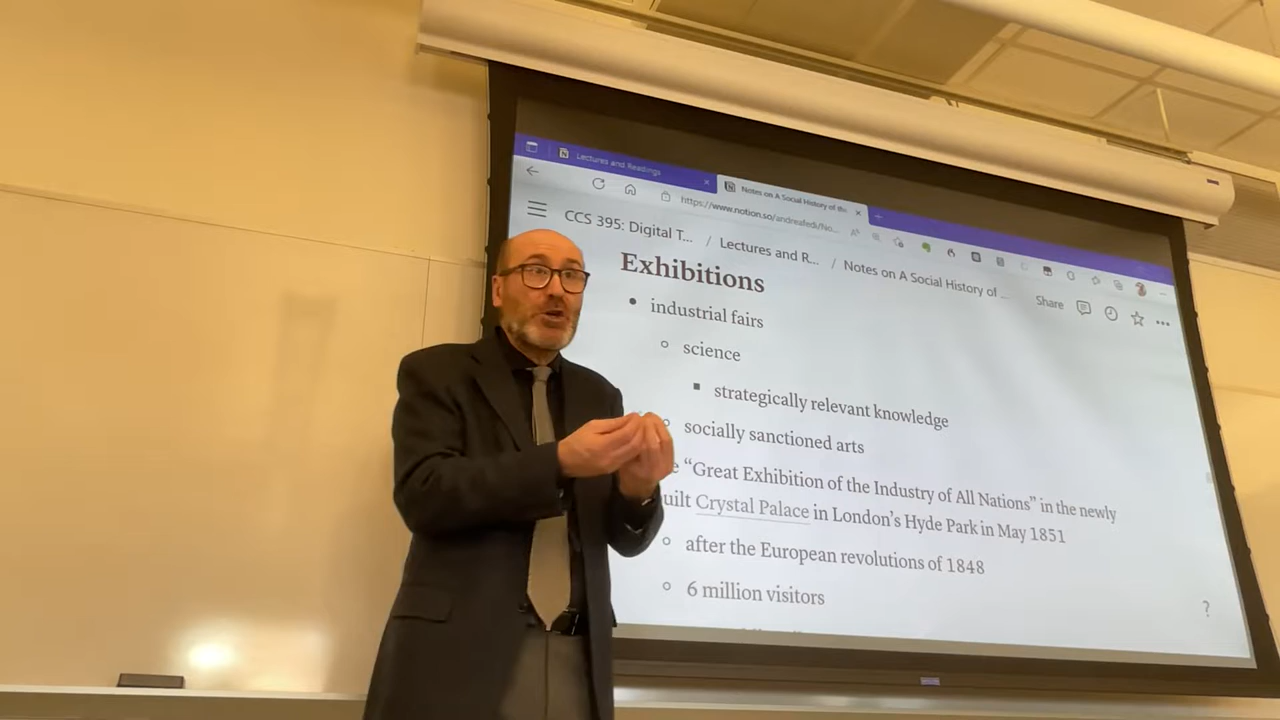 Lectures and Readings
Notes on A Social History of the
https://www.notion.so/andreafedi/No...
CCS 395: Digital T... / Lectures and R... / Notes on A Social History of ...
Share
Exhibitions
industrial fairs
science
strategically relevant knowledge
socially sanctioned arts
"Great Exhibition of the Industry of All Nations" in the newly
Crystal Palace in London's Hyde Park in May 1851
after the European revolutions of 1848
6 million visitors
?